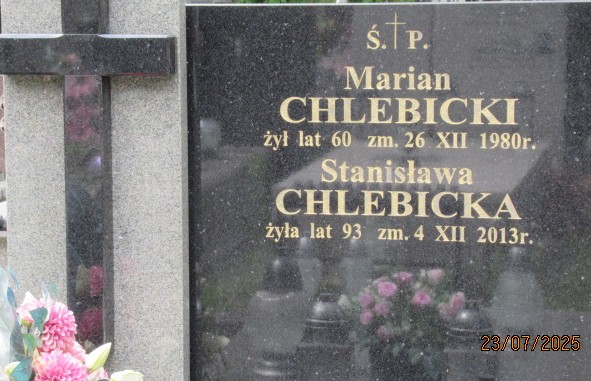 Ś. † P.
Marian
CHLEBICKI
żył lat 60 zm. 26 XII 1980r.
Stanisława
CHLEBICKA
żyła lat 93 zm. 4 XII 2013r.
23/07/2025